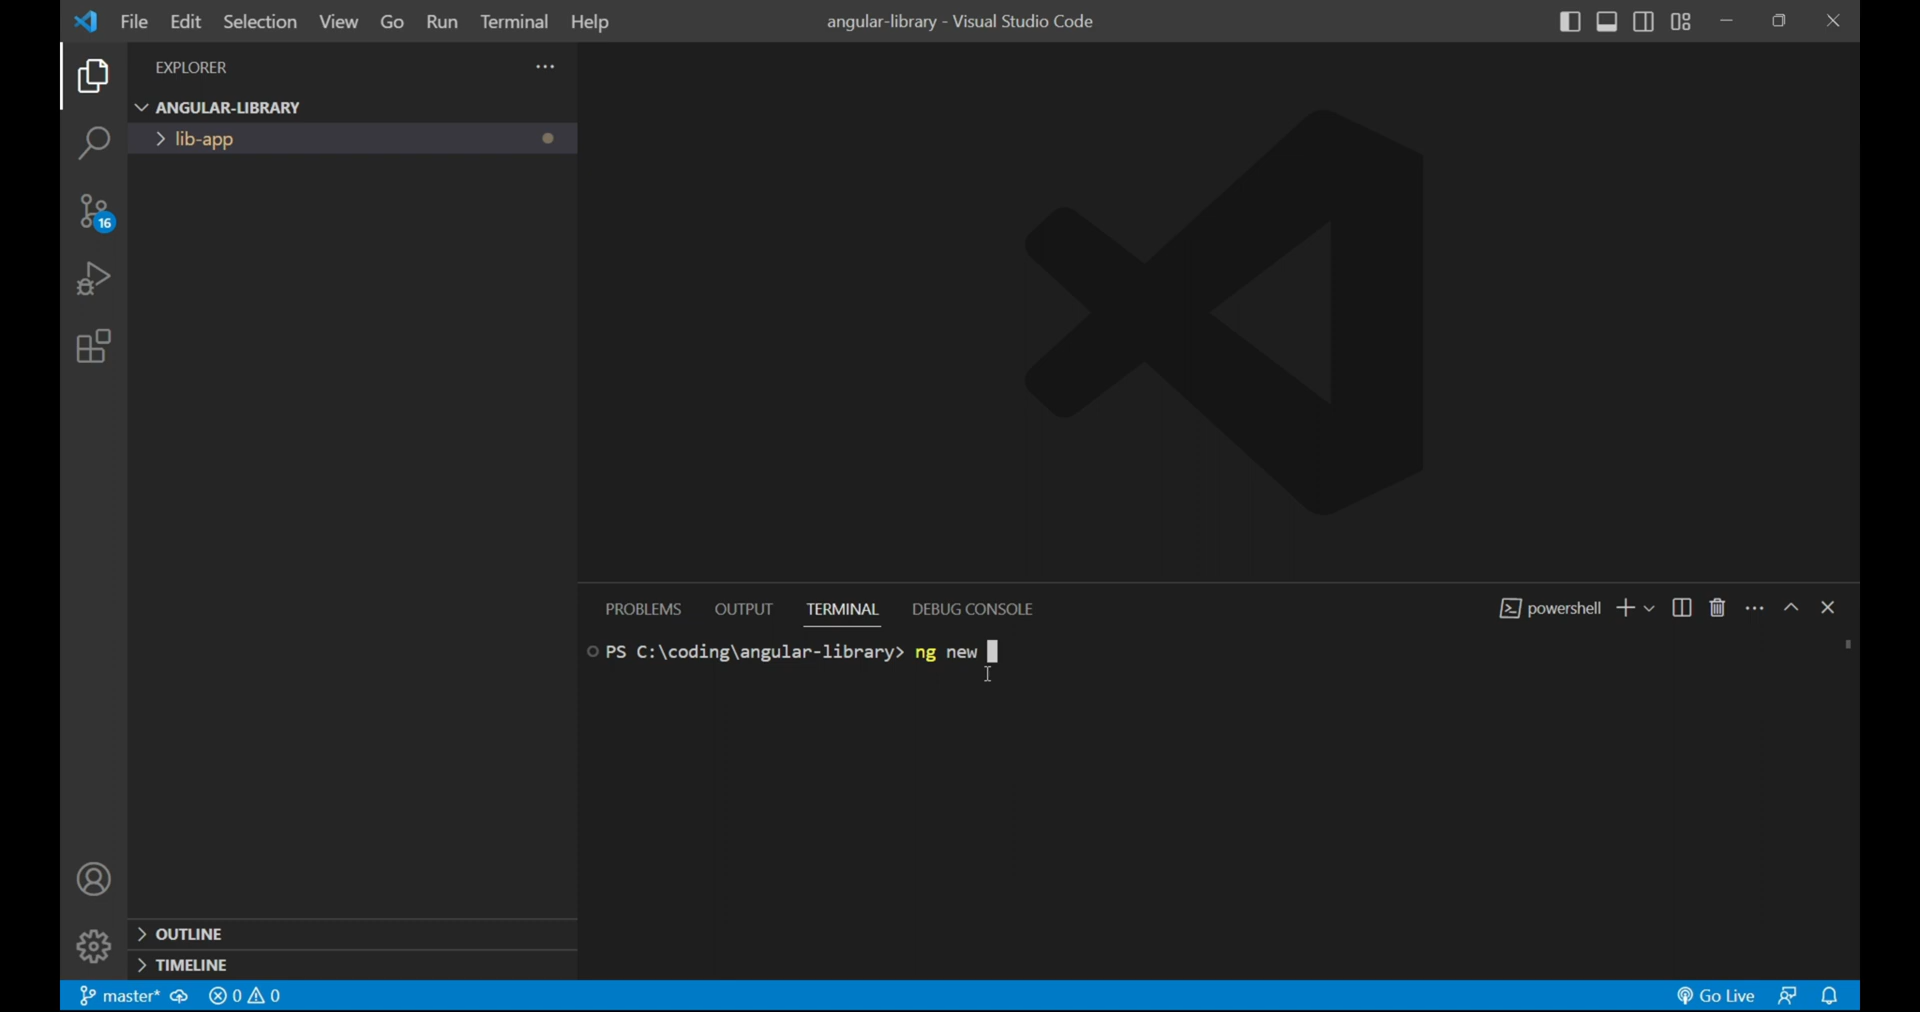 File Edit Selection View Go Run Terminal Help angular-library - Visual Studio Code
EXPLORER
ANGULAR-LIBRARY
lib-app
16
OUTLINE
TIMELINE
PROBLEMS OUTPUT TERMINAL DEBUG CONSOLE powershell
PS C:\coding\angular-library> ng new
master* 0 0 Go Live